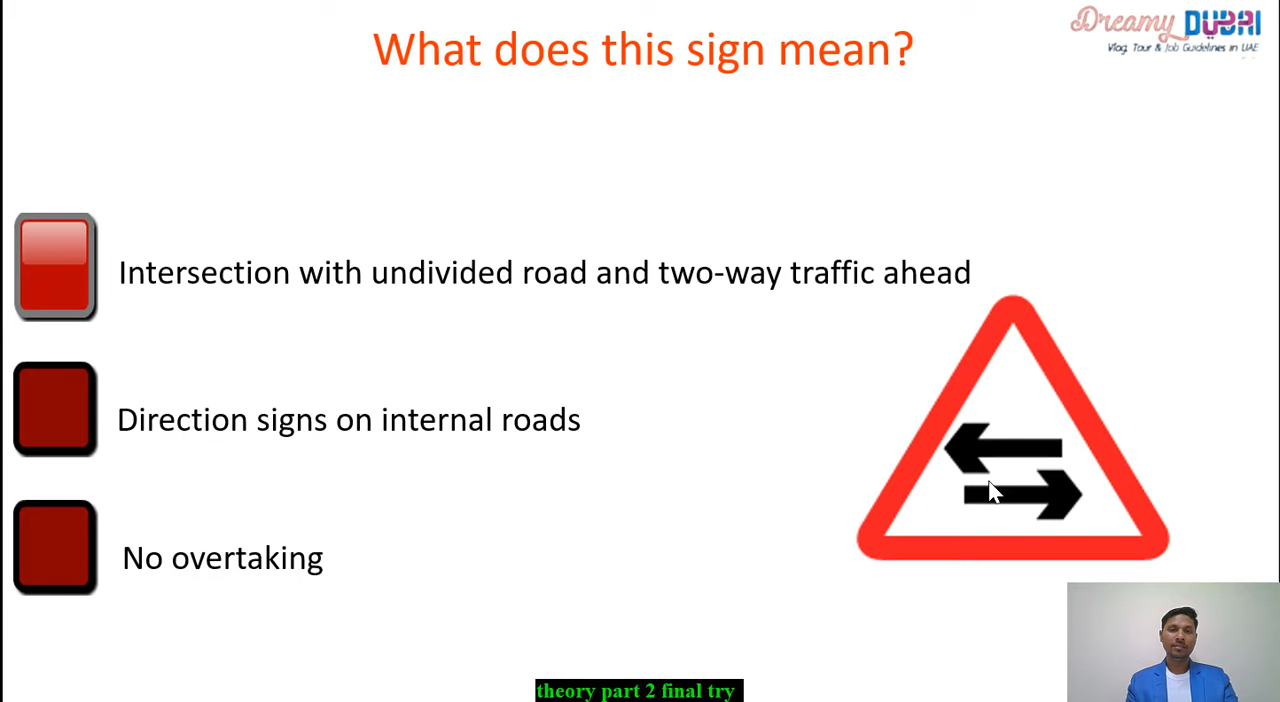 What does this sign mean?
Dreamy DUBAI
Vlog, Tour & Job Guidelines in UAE
Intersection with undivided road and two-way traffic ahead
Direction signs on internal roads
No overtaking
theory part 2 final try